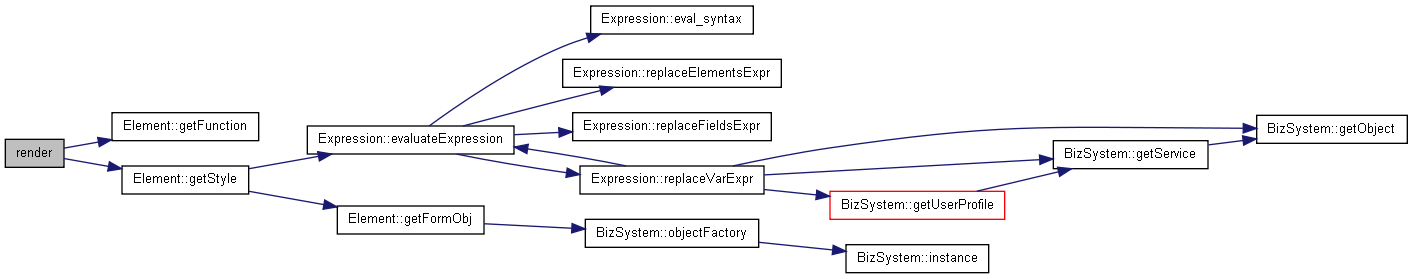 Expression::eval_syntax
Expression::replaceElementsExpr
Element::getFunction
Expression::replaceFieldsExpr
BizSystem::getObject
Expression::evaluateExpression
render
BizSystem::getService
Element::getStyle
Expression::replaceVarExpr
BizSystem::getUserProfile
Element::getFormObj
BizSystem::objectFactory
BizSystem::instance